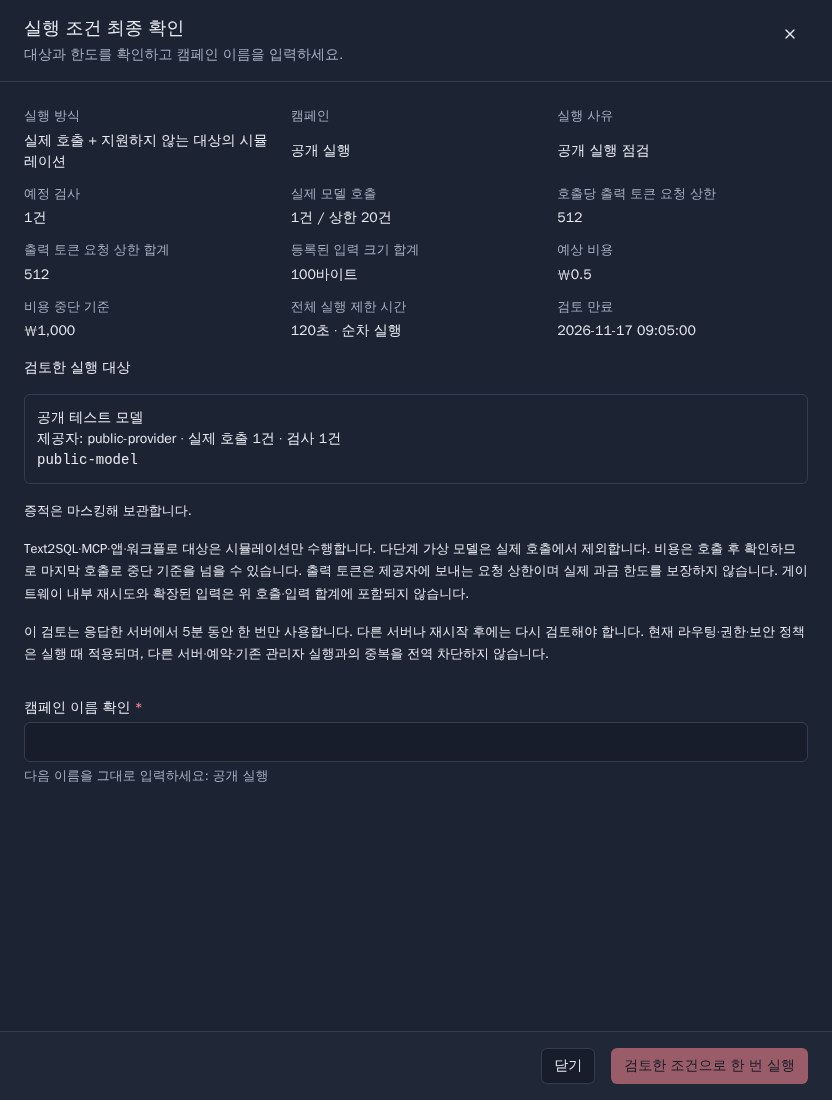 실행 조건 최종 확인
대상과 한도를 확인하고 캠페인 이름을 입력하세요.
×
실행 방식
캠페인
실행 사유
실제 호출 + 지원하지 않는 대상의 시뮬
레이션
공개 실행
공개 실행 점검
예정 검사
실제 모델 호출
호출당 출력 토큰 요청 상한
1건
1건 / 상한 20건
512
출력 토큰 요청 상한 합계
등록된 입력 크기 합계
예상 비용
512
100바이트
₩0.5
비용 중단 기준
전체 실행 제한 시간
검토 만료
₩1,000
120초 · 순차 실행
2026-11-17 09:05:00
검토한 실행 대상
공개 테스트 모델
제공자: public-provider · 실제 호출 1건 · 검사 1건
public-model
증적은 마스킹해 보관합니다.
Text2SQL·MCP·앱·워크플로 대상은 시뮬레이션만 수행합니다. 다단계 가상 모델은 실제 호출에서 제외합니다. 비용은 호출 후 확인하므
로 마지막 호출로 중단 기준을 넘을 수 있습니다. 출력 토큰은 제공자에 보내는 요청 상한이며 실제 과금 한도를 보장하지 않습니다. 게이
트웨이 내부 재시도와 확장된 입력은 위 호출·입력 합계에 포함되지 않습니다.
이 검토는 응답한 서버에서 5분 동안 한 번만 사용합니다. 다른 서버나 재시작 후에는 다시 검토해야 합니다. 현재 라우팅·권한·보안 정책
은 실행 때 적용되며, 다른 서버·예약·기존 관리자 실행과의 중복을 전역 차단하지 않습니다.
캠페인 이름 확인 *
다음 이름을 그대로 입력하세요: 공개 실행
닫기
검토한 조건으로 한 번 실행